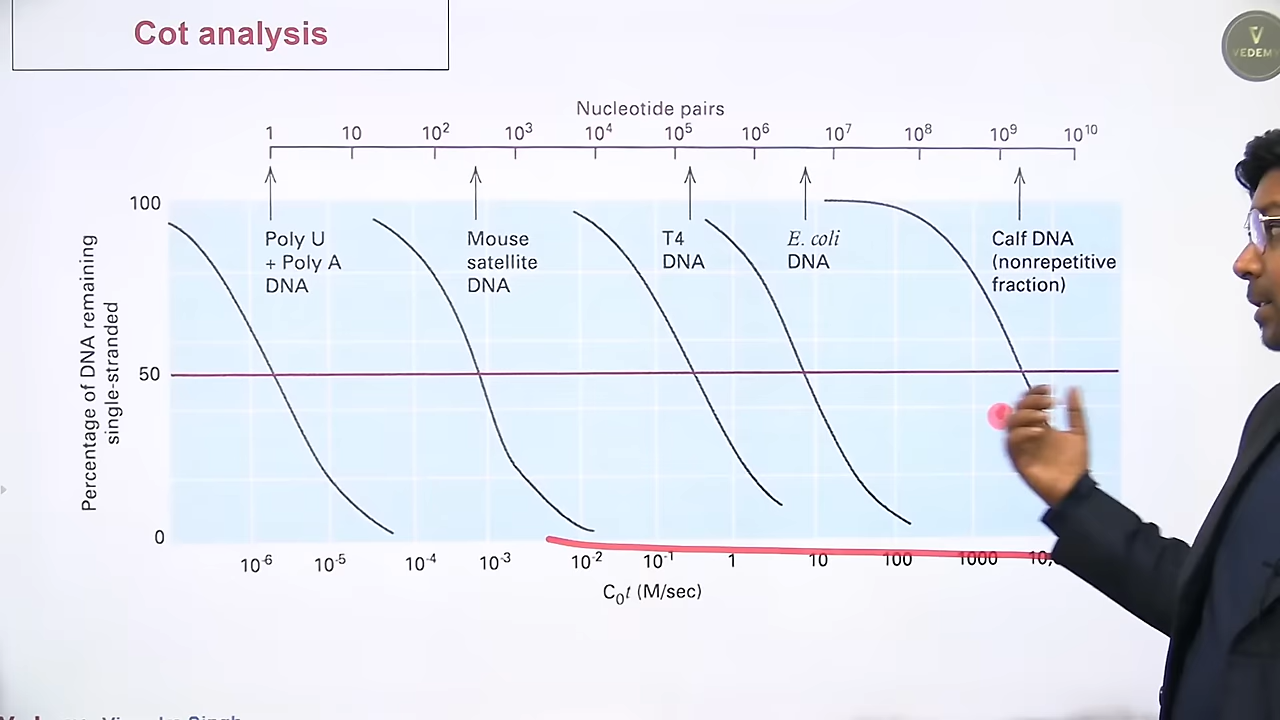 Cot analysis
VEDEMY
Nucleotide pairs
1 10 10² 10³ 10⁴ 10⁵ 10⁶ 10⁷ 10⁸ 10⁹ 10¹⁰
100
50
0
Percentage of DNA remaining
single-stranded
Poly U
+ Poly A
DNA
Mouse
satellite
DNA
T4
DNA
E. coli
DNA
Calf DNA
(nonrepetitive
fraction)
10⁻⁶ 10⁻⁵ 10⁻⁴ 10⁻³ 10⁻² 10⁻¹ 1 10 100 1000
C₀t (M/sec)